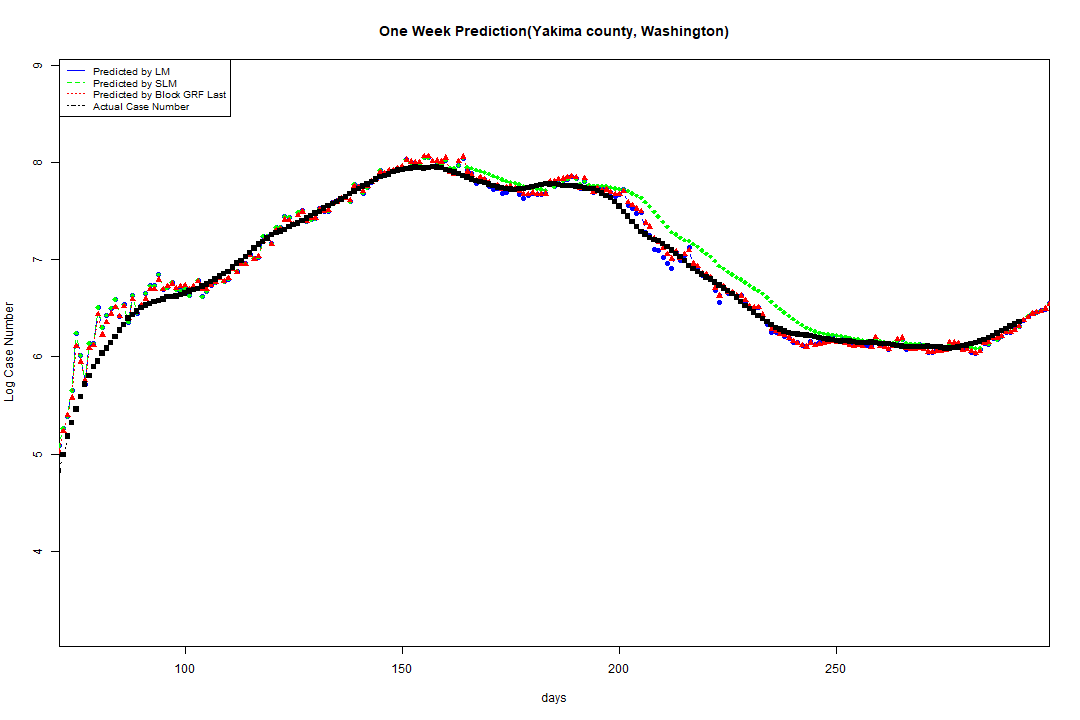 One Week Prediction(Yakima county, Washington)
Predicted by LM
Predicted by SLM
Predicted by Block GRF Last
Actual Case Number
9
8
7
6
5
4
Log Case Number
100 150 200 250
days